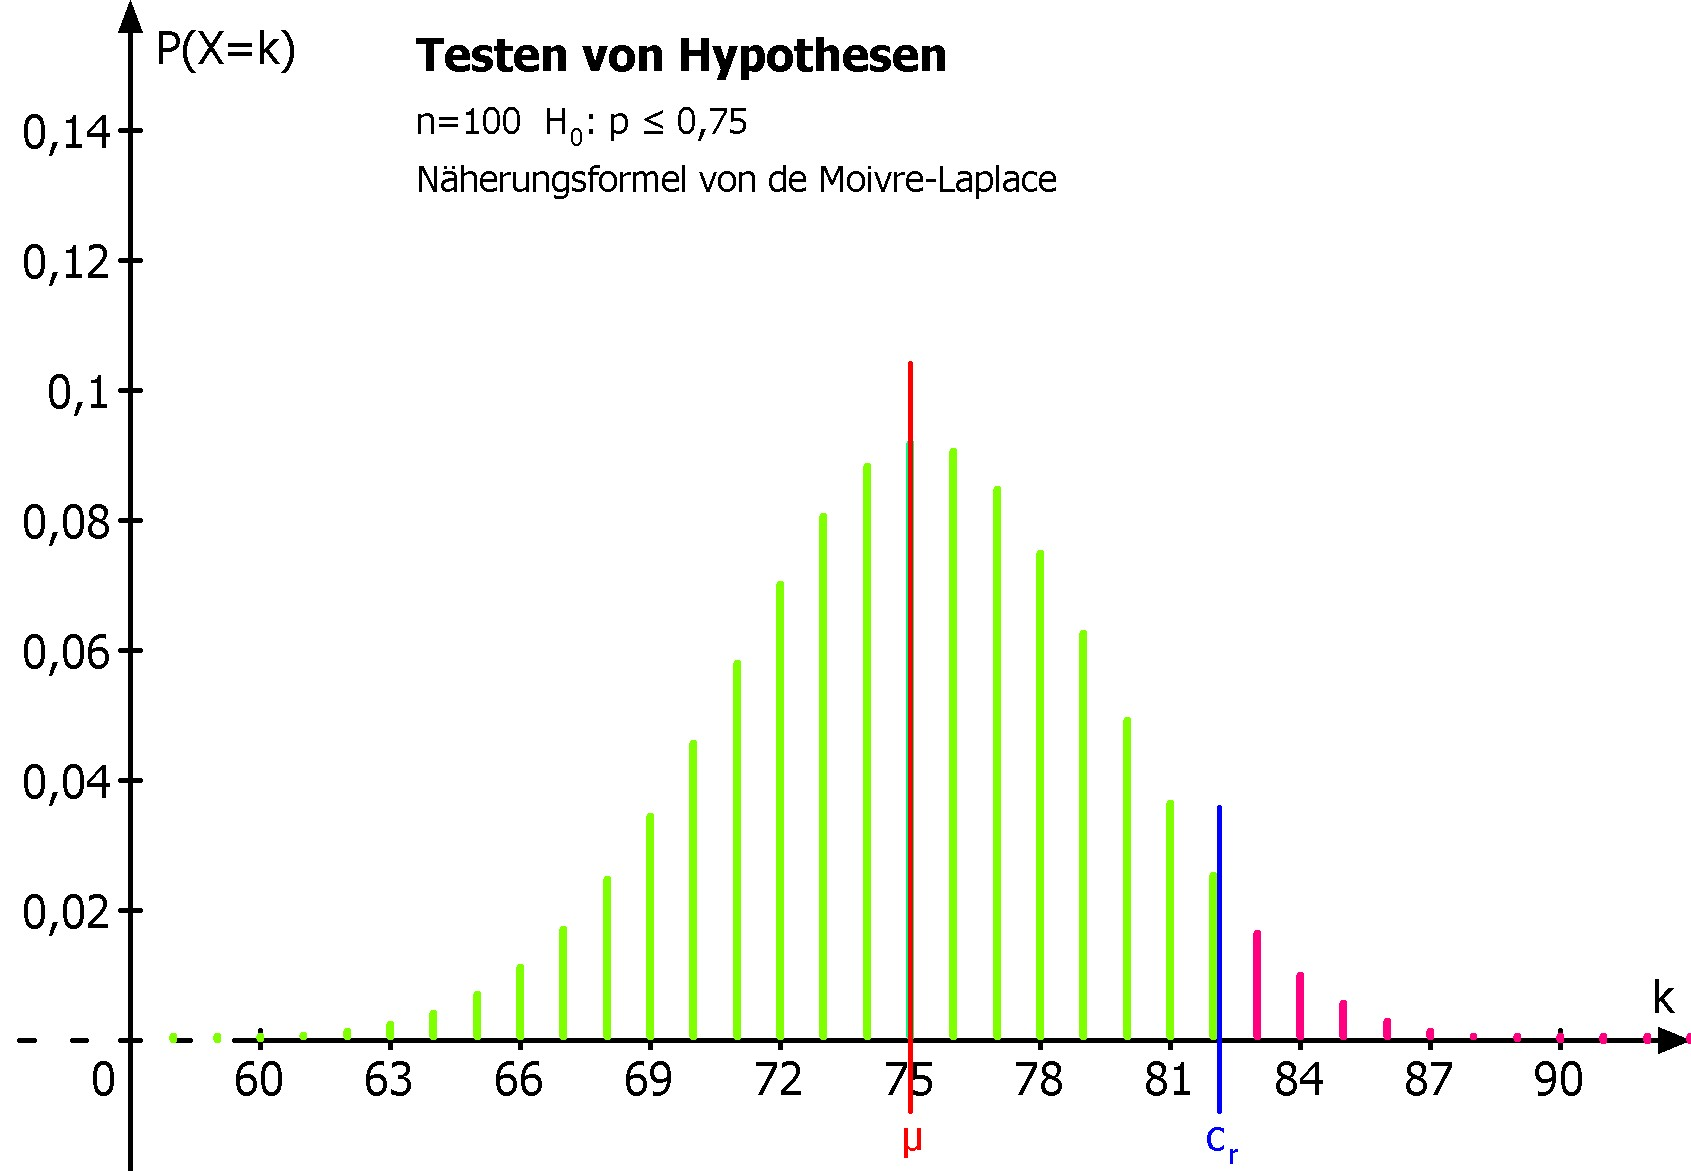 P(X=k)
Testen von Hypothesen
n=100 H₀: p ≤ 0,75
Näherungsformel von de Moivre-Laplace
0,14
0,12
0,1
0,08
0,06
0,04
0,02
k
0 60 63 66 69 72 75 78 81 84 87 90
μ cᵣ